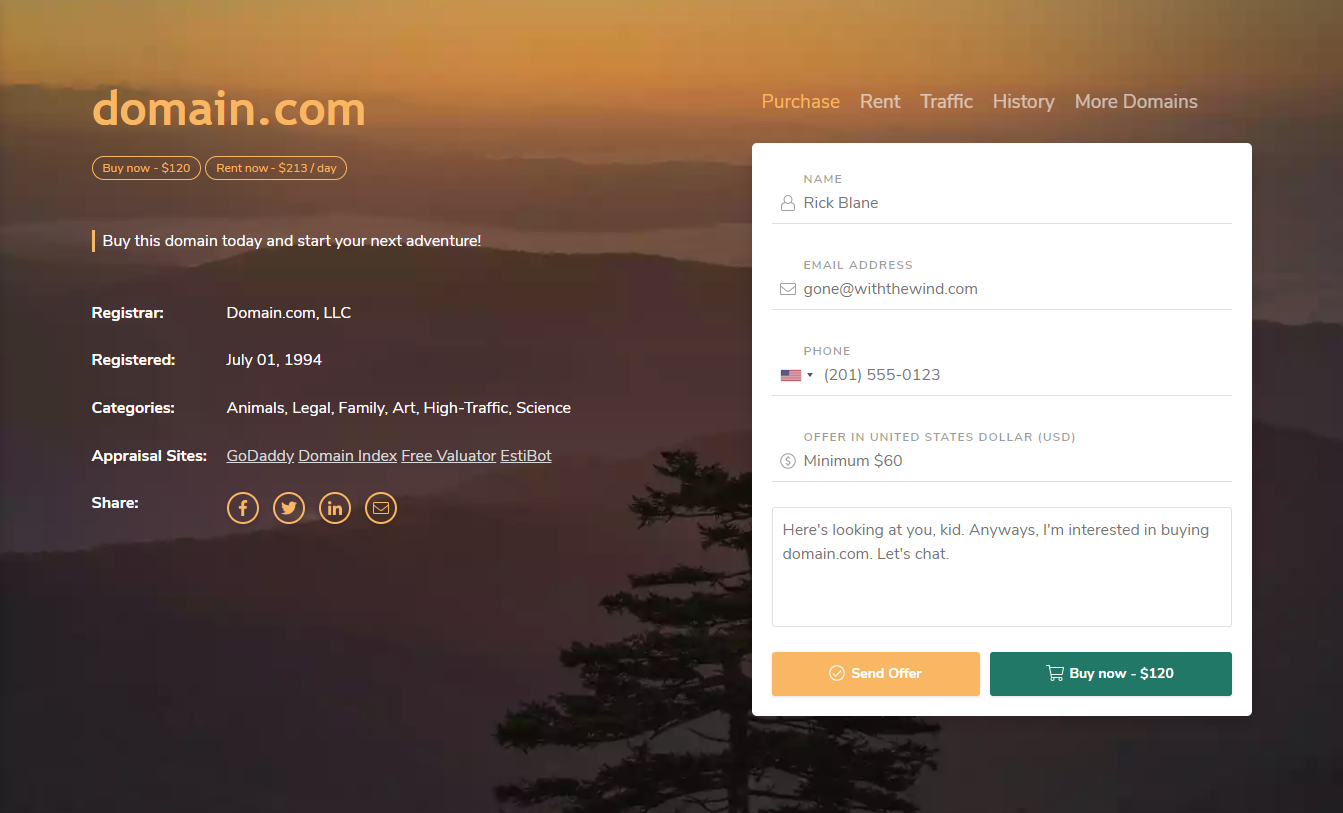 domain.com
Buy now - $120 Rent now - $213 / day
Buy this domain today and start your next adventure!
Registrar: Domain.com, LLC
Registered: July 01, 1994
Categories: Animals, Legal, Family, Art, High-Traffic, Science
Appraisal Sites: GoDaddy Domain Index Free Valuator EstiBot
Share:
Purchase Rent Traffic History More Domains
NAME
Rick Blane
EMAIL ADDRESS
gone@withthewind.com
PHONE
(201) 555-0123
OFFER IN UNITED STATES DOLLAR (USD)
Minimum $60
Here's looking at you, kid. Anyways, I'm interested in buying
domain.com. Let's chat.
Send Offer Buy now - $120